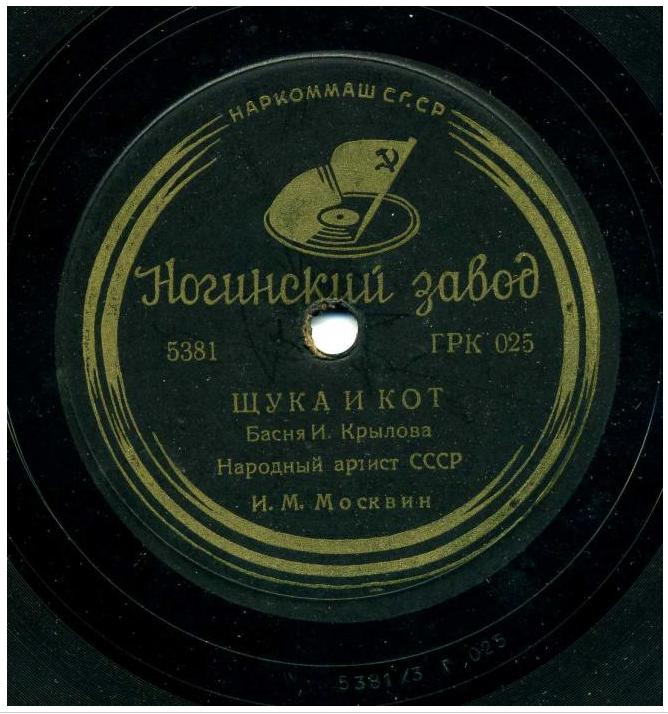 НАРКОММАШ СССР
Ногинский завод
5381 ГРК 025
ЩУКА И КОТ
Басня И. Крылова
Народный артист СССР
И. М. Москвин
5381/3 Г 025